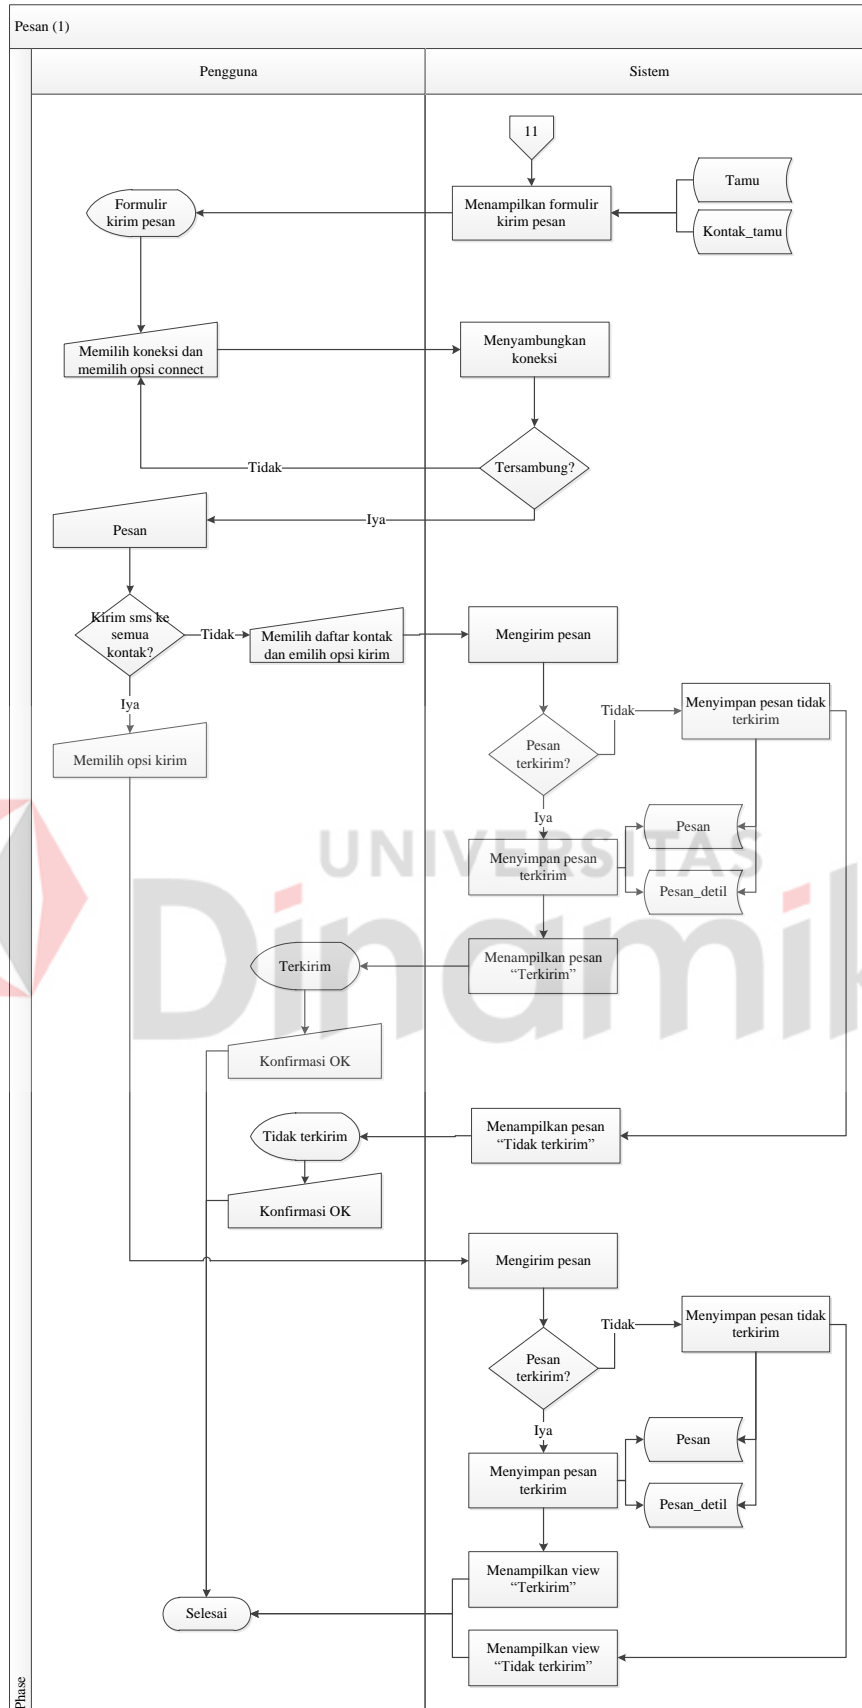 Pesan (1)
Pengguna
Sistem
11
Tamu
Formulir
kirim pesan
Menampilkan formulir
kirim pesan
Kontak_tamu
Memilih koneksi dan
memilih opsi connect
Menyambungkan
koneksi
Tidak
Tersambung?
Iya
Pesan
Kirim sms ke
semua
kontak?
Tidak
Memilih daftar kontak
dan emilih opsi kirim
Mengirim pesan
Iya
Tidak
Menyimpan pesan tidak
terkirim
Memilih opsi kirim
Pesan
terkirim?
Iya
Pesan
UNIVERSITAS
Dinamik
Menyimpan pesan
terkirim
Pesan_detil
Terkirim
Menampilkan pesan
“Terkirim”
Konfirmasi OK
Tidak terkirim
Menampilkan pesan
“Tidak terkirim”
Konfirmasi OK
Mengirim pesan
Tidak
Menyimpan pesan tidak
terkirim
Pesan
terkirim?
Iya
Pesan
Menyimpan pesan
terkirim
Pesan_detil
Menampilkan view
“Terkirim”
Selesai
Menampilkan view
“Tidak terkirim”
Phase